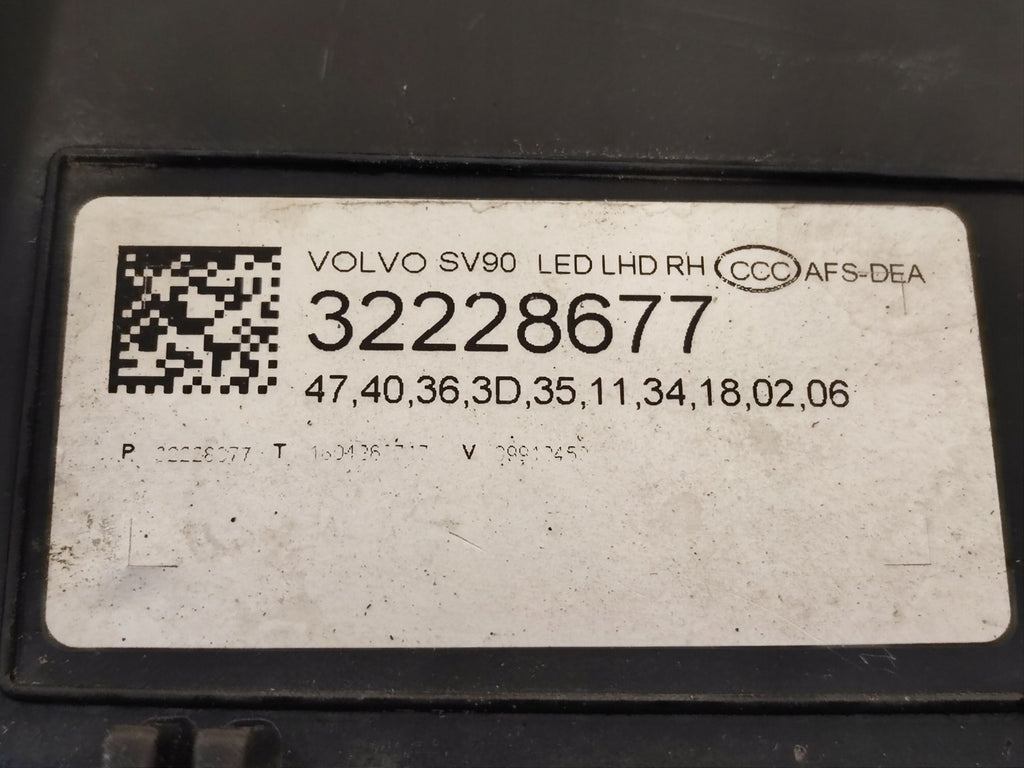 VOLVO SV90 LED LHD RH CCC AFS-DEA
32228677
47,40,36,3D,35,11,34,18,02,06
P 32228677 T V